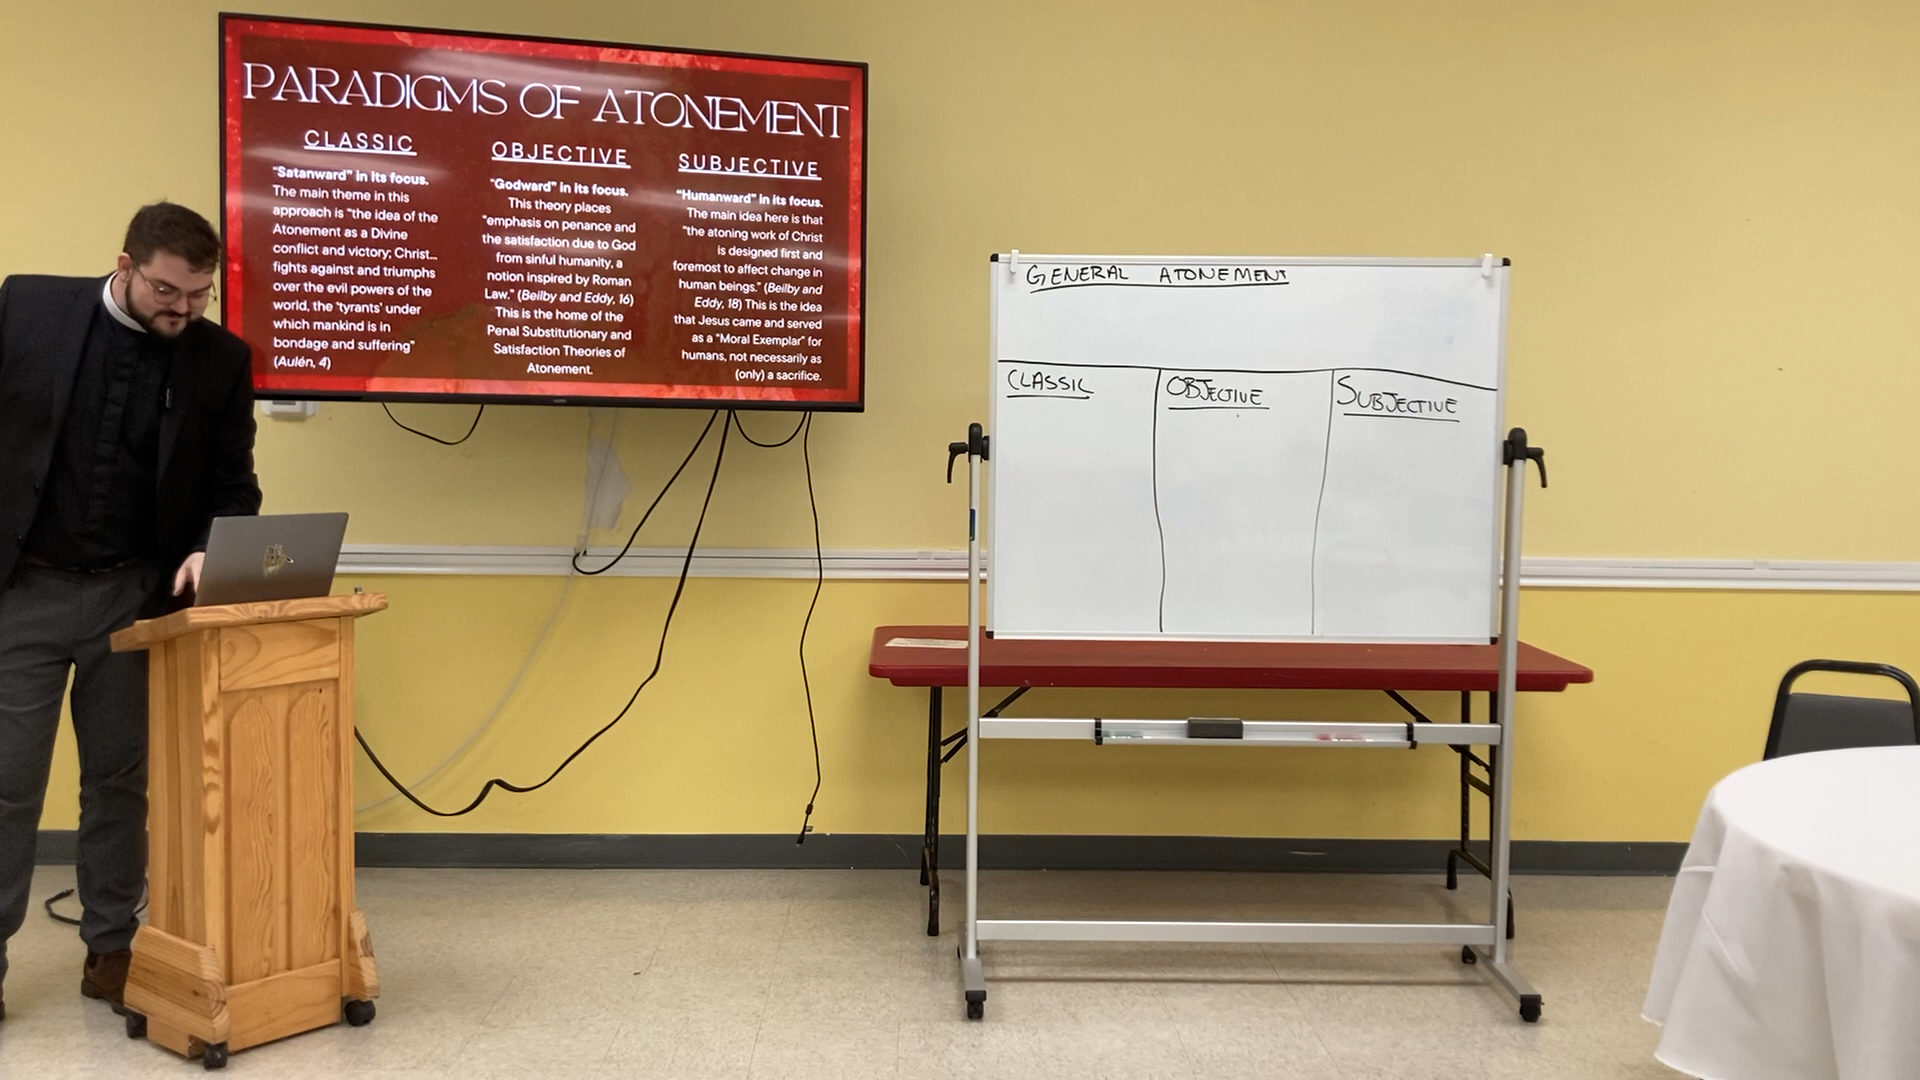 PARADIGMS OF ATONEMENT
CLASSIC
"Satanward" in its focus.
The main theme in this
approach is "the idea of the
Atonement as a Divine
conflict and victory; Christ...
fights against and triumphs
over the evil powers of the
world, the 'tyrants' under
which mankind is in
bondage and suffering"
(Aulén, 4)
OBJECTIVE
"Godward" in its focus.
This theory places
"emphasis on penance and
the satisfaction due to God
from sinful humanity, a
notion inspired by Roman
Law." (Beilby and Eddy, 16)
This is the home of the
Penal Substitutionary and
Satisfaction Theories of
Atonement.
SUBJECTIVE
"Humanward" in its focus.
The main idea here is that
"the atoning work of Christ
is designed first and
foremost to affect change in
human beings." (Beilby and
Eddy, 18) This is the idea
that Jesus came and served
as a "Moral Exemplar" for
humans, not necessarily as
(only) a sacrifice.
GENERAL ATONEMENT
CLASSIC
OBJECTIVE
SUBJECTIVE